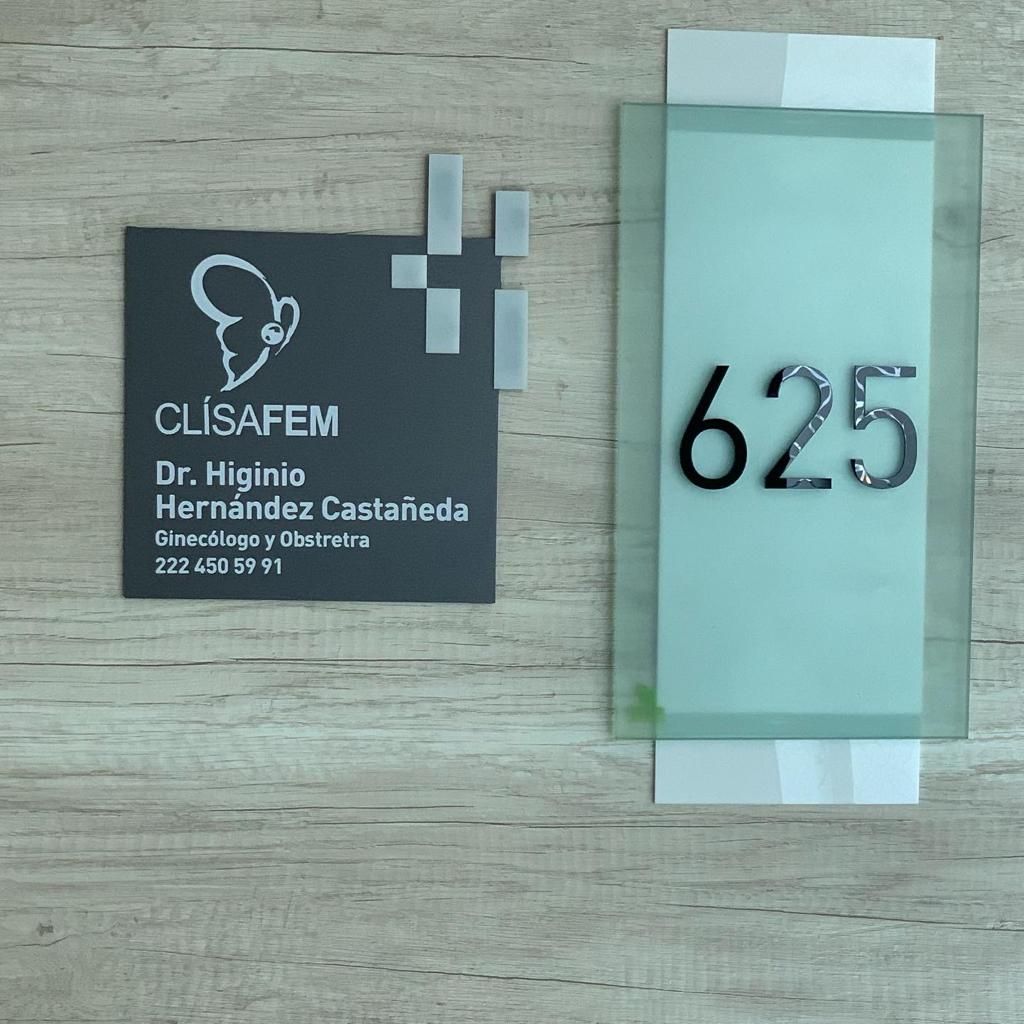 CLÍSAFEM
Dr. Higinio
Hernández Castañeda
Ginecólogo y Obstretra
222 450 59 91
625